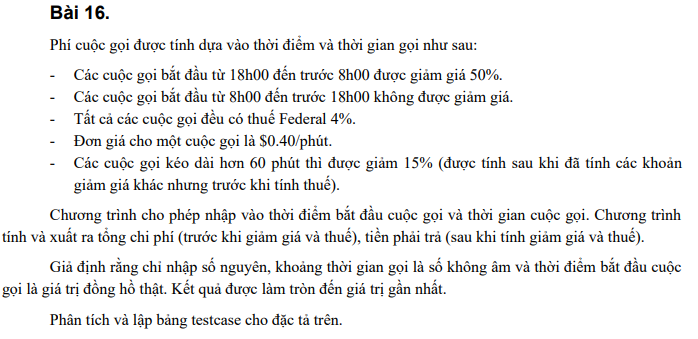 Bài 16.
Phí cuộc gọi được tính dựa vào thời điểm và thời gian gọi như sau:
- Các cuộc gọi bắt đầu từ 18h00 đến trước 8h00 được giảm giá 50%.
- Các cuộc gọi bắt đầu từ 8h00 đến trước 18h00 không được giảm giá.
- Tất cả các cuộc gọi đều có thuế Federal 4%.
- Đơn giá cho một cuộc gọi là $0.40/phút.
- Các cuộc gọi kéo dài hơn 60 phút thì được giảm 15% (được tính sau khi đã tính các khoản
giảm giá khác nhưng trước khi tính thuế).
Chương trình cho phép nhập vào thời điểm bắt đầu cuộc gọi và thời gian cuộc gọi. Chương trình
tính và xuất ra tổng chi phí (trước khi giảm giá và thuế), tiền phải trả (sau khi tính giảm giá và thuế).
Giả định rằng chỉ nhập số nguyên, khoảng thời gian gọi là số không âm và thời điểm bắt đầu cuộc
gọi là giá trị đồng hồ thật. Kết quả được làm tròn đến giá trị gần nhất.
Phân tích và lập bảng testcase cho đặc tả trên.